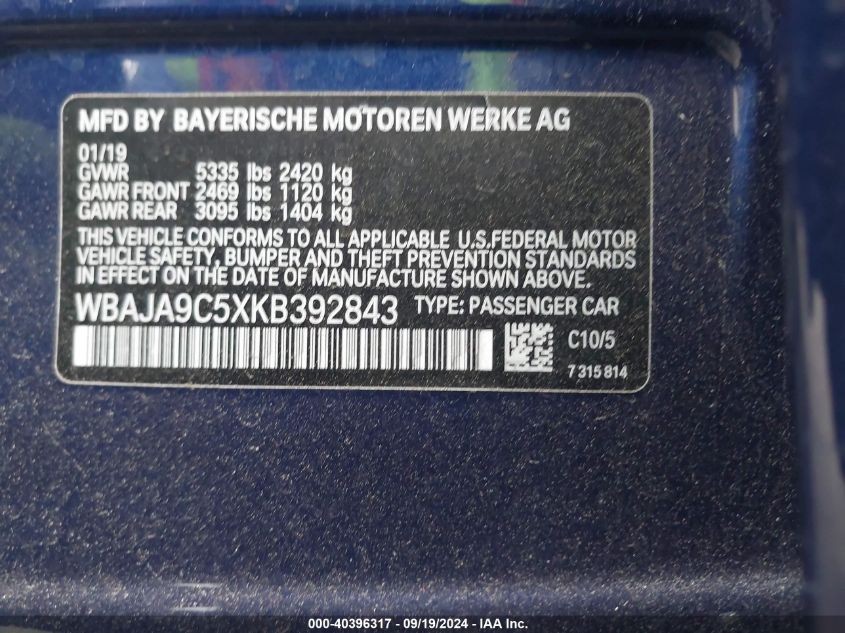 MFD BY BAYERISCHE MOTOREN WERKE AG
01/19
GVWR 5335 lbs 2420 kg
GAWR FRONT 2469 lbs 1120 kg
GAWR REAR 3095 lbs 1404 kg
THIS VEHICLE CONFORMS TO ALL APPLICABLE U.S.FEDERAL MOTOR
VEHICLE SAFETY, BUMPER AND THEFT PREVENTION STANDARDS
IN EFFECT ON THE DATE OF MANUFACTURE SHOWN ABOVE.
WBAJA9C5XKB392843 TYPE: PASSENGER CAR
C10/5
7 315 814
000-40396317 - 09/19/2024 - IAA Inc.